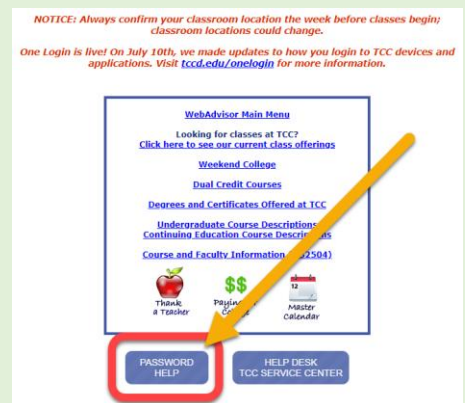 NOTICE: Always confirm your classroom location the week before classes begin;
classroom locations could change.
One Login is live! On July 10th, we made updates to how you login to TCC devices and
applications. Visit tccd.edu/onelogin for more information.
WebAdvisor Main Menu
Looking for classes at TCC?
Click here to see our current class offerings
Weekend College
Dual Credit Courses
Degrees and Certificates Offered at TCC
Undergraduate Course Descriptions
Continuing Education Course Descriptions
Course and Faculty Information 2504)
$$
12
Thank
a Teacher
Paying
Master
Calendar
PASSWORD
HELP
HELP DESK
TCC SERVICE CENTER